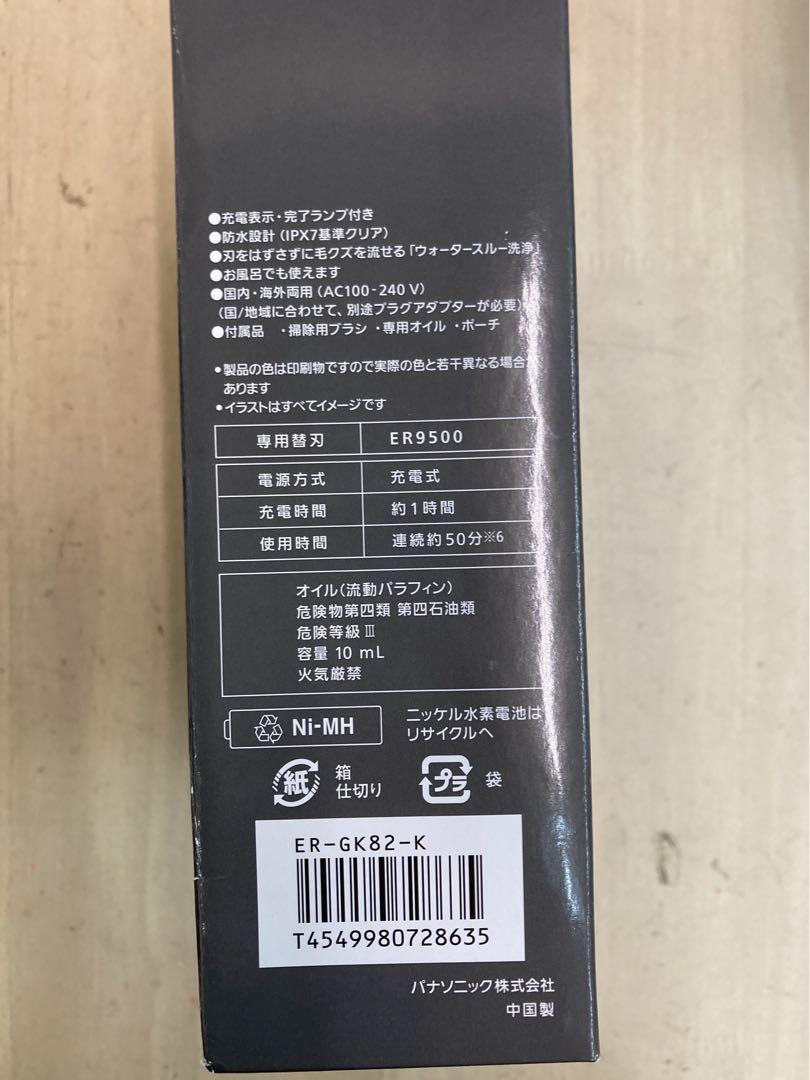 ●充電表示・完了ランプ付き
●防水設計（IPX7基準クリア）
●刃をはずさずに毛クズを流せる「ウォータースルー洗浄」
●お風呂でも使えます
●国内・海外両用（AC100-240 V）
（国/地域に合わせて、別途プラグアダプターが必要）
●付属品 ・掃除用ブラシ ・専用オイル ・ポーチ
•製品の色は印刷物ですので実際の色と若干異なる場合が
あります
•イラストはすべてイメージです
専用替刃 ER9500
電源方式 充電式
充電時間 約1時間
使用時間 連続約50分※6
オイル（流動パラフィン）
危険物第四類 第四石油類
危険等級Ⅲ
容量 10 mL
火気厳禁
Ni-MH ニッケル水素電池は
リサイクルへ
紙 箱
仕切り
プラ 袋
ER-GK82-K
T4549980728635
パナソニック株式会社
中国製